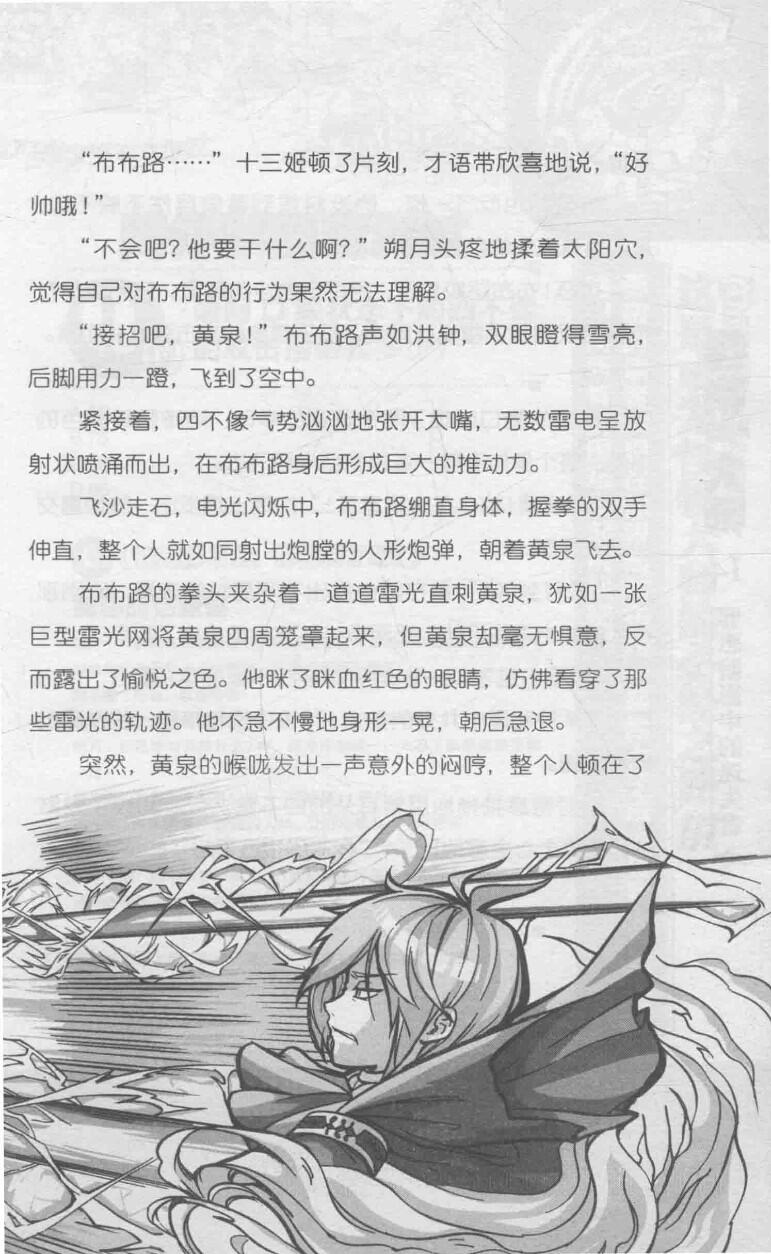 “布布路……”十三姬顿了片刻，才语带欣喜地说，“好
帅哦！”
“不会吧？他要干什么啊？”朔月头疼地揉着太阳穴，
觉得自己对布布路的行为果然无法理解。
“接招吧，黄泉！”布布路声如洪钟，双眼瞪得雪亮，
后脚用力一蹬，飞到了空中。
紧接着，四不像气势汹汹地张开大嘴，无数雷电呈放
射状喷涌而出，在布布路身后形成巨大的推动力。
飞沙走石，电光闪烁中，布布路绷直身体，握拳的双手
伸直，整个人就如同射出炮膛的人形炮弹，朝着黄泉飞去。
布布路的拳头夹杂着一道道雷光直刺黄泉，犹如一张
巨型雷光网将黄泉四周笼罩起来，但黄泉却毫无惧意，反
而露出了愉悦之色。他眯了眯血红色的眼睛，仿佛看穿了那
些雷光的轨迹。他不急不慢地身形一晃，朝后急退。
突然，黄泉的喉咙发出一声意外的闷哼，整个人顿在了